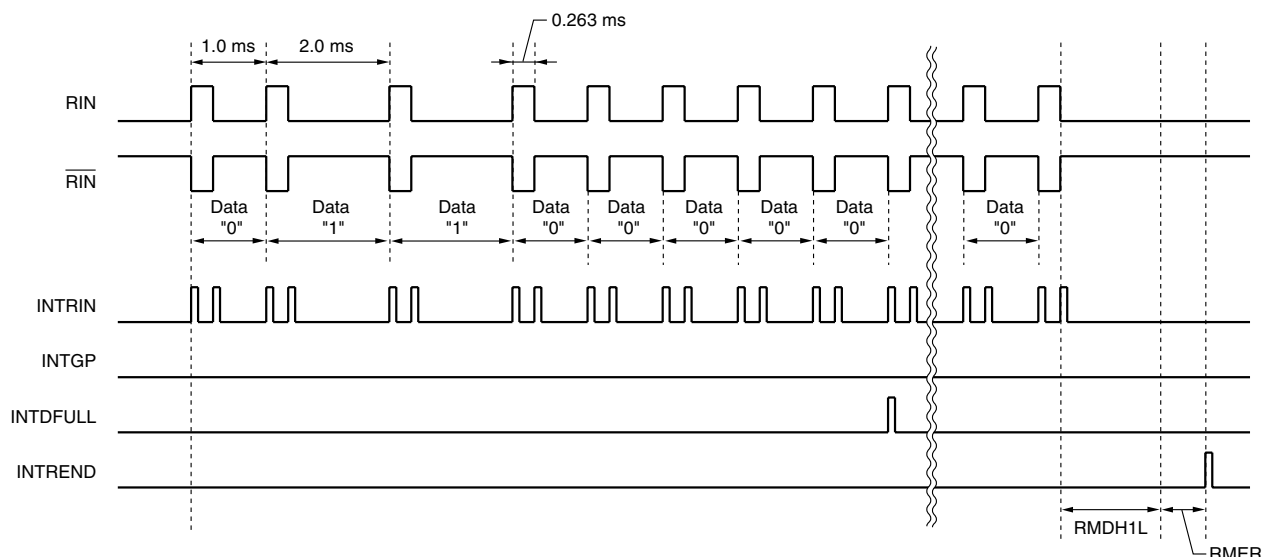 0.263 ms
1.0 ms 2.0 ms
RIN
RIN
Data "0"
Data "1"
Data "1"
Data "0"
Data "0"
Data "0"
Data "0"
Data "0"
Data "0"
INTRIN
INTGP
INTDFULL
INTREND
RMDH1L
RMER